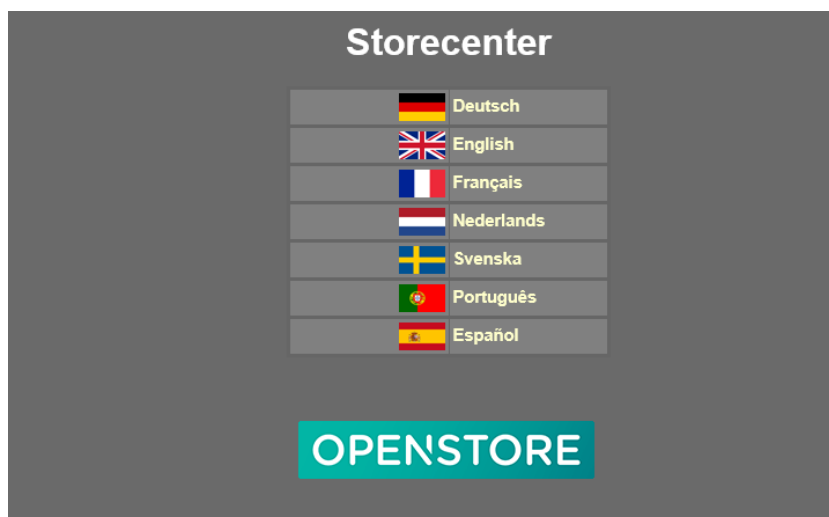 Storecenter
Deutsch
English
Français
Nederlands
Svenska
Português
Español
OPENSTORE